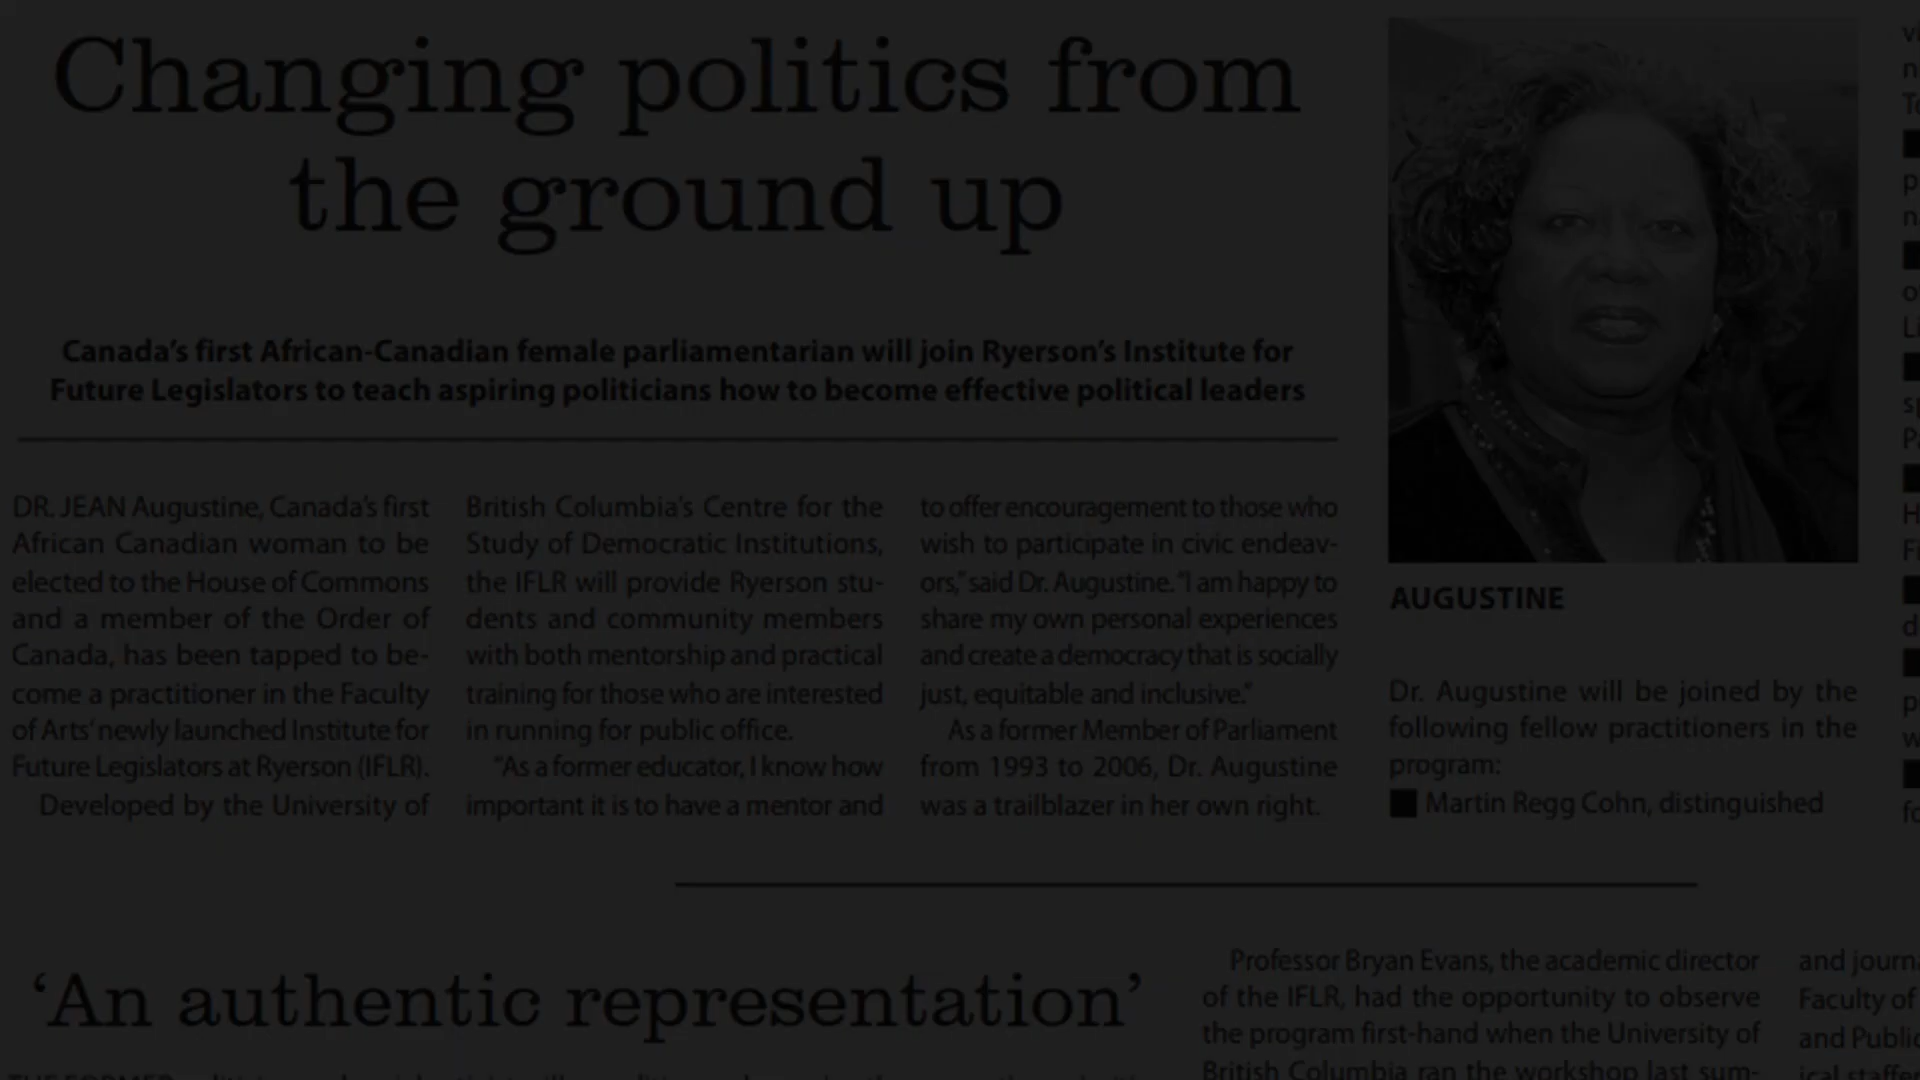 Changing politics from
the ground up
Canada's first African-Canadian female parliamentarian will join Ryerson's Institute for
Future Legislators to teach aspiring politicians how to become effective political leaders
DR. JEAN Augustine, Canada's first
African Canadian woman to be
elected to the House of Commons
and a member of the Order of
Canada, has been tapped to be-
come a practitioner in the Faculty
of Arts' newly launched Institute for
Future Legislators at Ryerson (IFLR).
Developed by the University of
British Columbia's Centre for the
Study of Democratic Institutions,
the IFLR will provide Ryerson stu-
dents and community members
with both mentorship and practical
training for those who are interested
in running for public office.
"As a former educator, I know how
important it is to have a mentor and
to offer encouragement to those who
wish to participate in civic endeav-
ors," said Dr. Augustine. "I am happy to
share my own personal experiences
and create a democracy that is socially
just, equitable and inclusive."
As a former Member of Parliament
from 1993 to 2006, Dr. Augustine
was a trailblazer in her own right.
AUGUSTINE
Dr. Augustine will be joined by the
following fellow practitioners in the
program:
■ Martin Regg Cohn, distinguished
'An authentic representation'
Professor Bryan Evans, the academic director
of the IFLR, had the opportunity to observe
the program first-hand when the University of
British Columbia ran the workshop last sum-
and
Faculty of
and